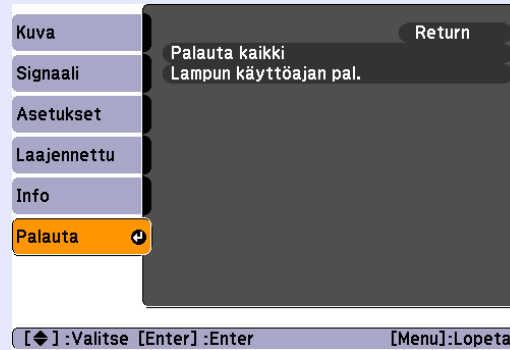 Kuva
Signaali
Asetukset
Laajennettu
Info
Palauta
Return
Palauta kaikki
Lampun käyttöajan pal.
[◆] :Valitse [Enter] :Enter [Menu]:Lopeta